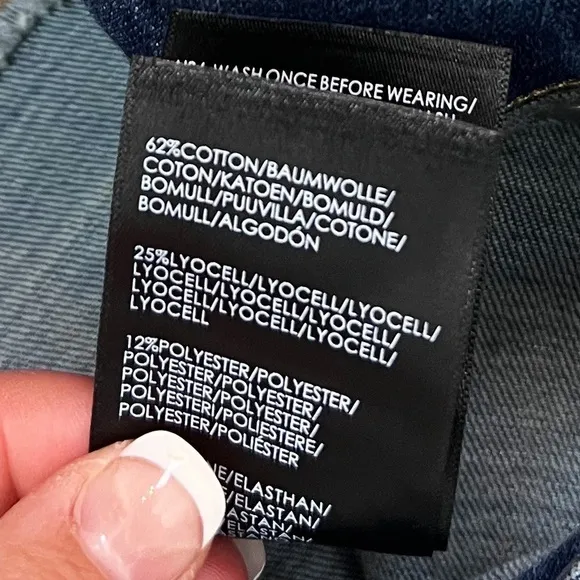 WASH ONCE BEFORE WEARING/
62%COTTON/BAUMWOLLE/
COTON/KATOEN/BOMULD/
BOMULL/PUUVILLA/COTONE/
BOMULL/ALGODÓN
25%LYOCELL/LYOCELL/LYOCELL/
LYOCELL/LYOCELL/LYOCELL/
LYOCELL/LYOCELL/LYOCELL/
LYOCELL
12%POLYESTER/POLYESTER/
POLYESTER/POLYESTER/
POLYESTER/POLYESTER/
POLYESTERI/POLIESTERE/
POLYESTER/POLIÉSTER
/ELASTHAN/